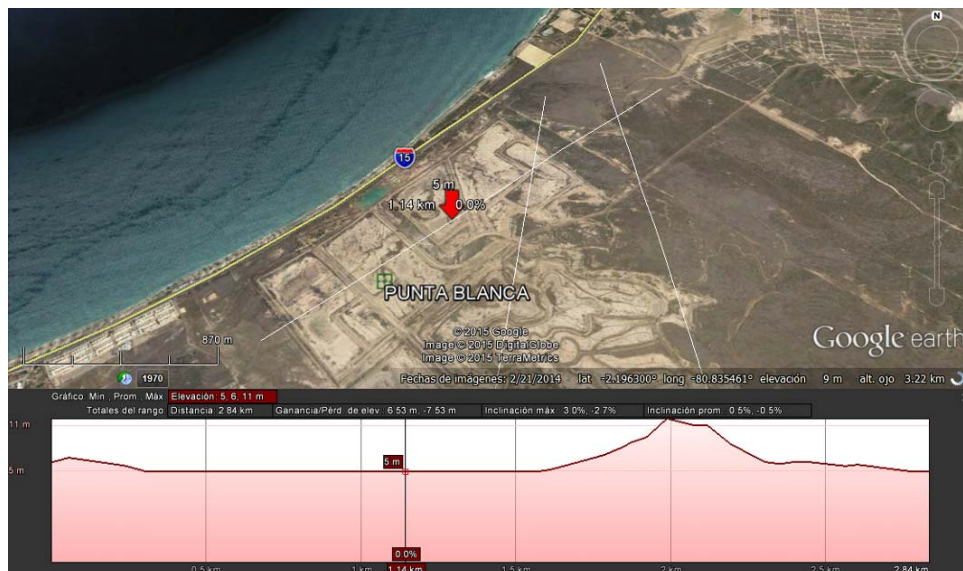 N
15
5 m
1.14 km 0.0%
PUNTA BLANCA
870 m
© 2015 Google
Image © 2015 DigitalGlobe
Image © 2015 TerraMetrics
Google earth
1970
Fechas de imágenes: 2/21/2014 lat -2.196300° long -80.835461° elevación 9 m alt. ojo 3.22 km
Gráfico: Mín., Prom., Máx. Elevación: 5, 6, 11 m
Totales del rango: Distancia: 2.84 km Ganancia/Pérd. de elev.: 6.53 m, -7.53 m Inclinación máx.: 3.0%, -2.7% Inclinación prom.: 0.5%, -0.5%
11 m
5 m
5 m
0.0%
0.5 km 1 km 1.14 km 1.5 km 2 km 2.5 km 2.84 km